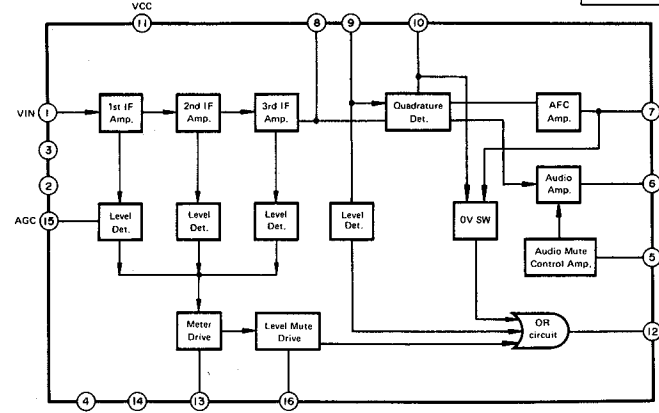 VCC
11
8
9
10
VIN
1
1st IF
Amp.
2nd IF
Amp.
3rd IF
Amp.
Quadrature
Det.
AFC
Amp.
7
3
2
Audio
Amp.
6
AGC
15
Level
Det.
Level
Det.
Level
Det.
Level
Det.
0V SW
Audio Mute
Control Amp.
5
Meter
Drive
Level Mute
Drive
OR
circuit
12
4
14
13
16